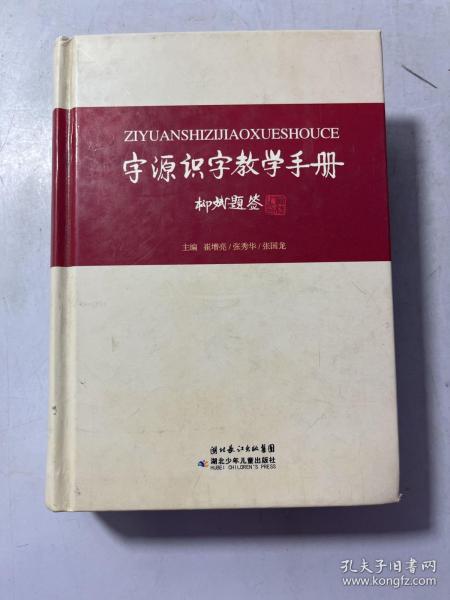 ZIYUANSHIZIJIAOXUESHOUCE
字源识字教学手册
柳斌题签
主编 崔增亮/张秀华/张国龙
湖北长江出版集团
湖北少年儿童出版社
HUBEI CHILDREN'S PRESS
孔夫子旧书网
www.kongfz.com